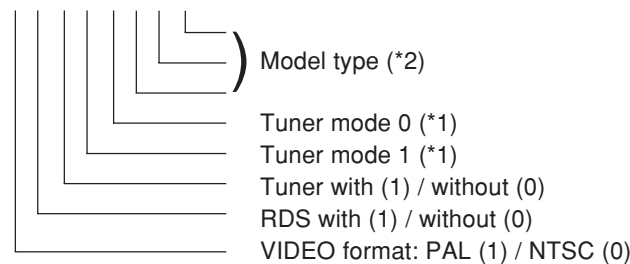 Model type (*2)
Tuner mode 0 (*1)
Tuner mode 1 (*1)
Tuner with (1) / without (0)
RDS with (1) / without (0)
VIDEO format: PAL (1) / NTSC (0)